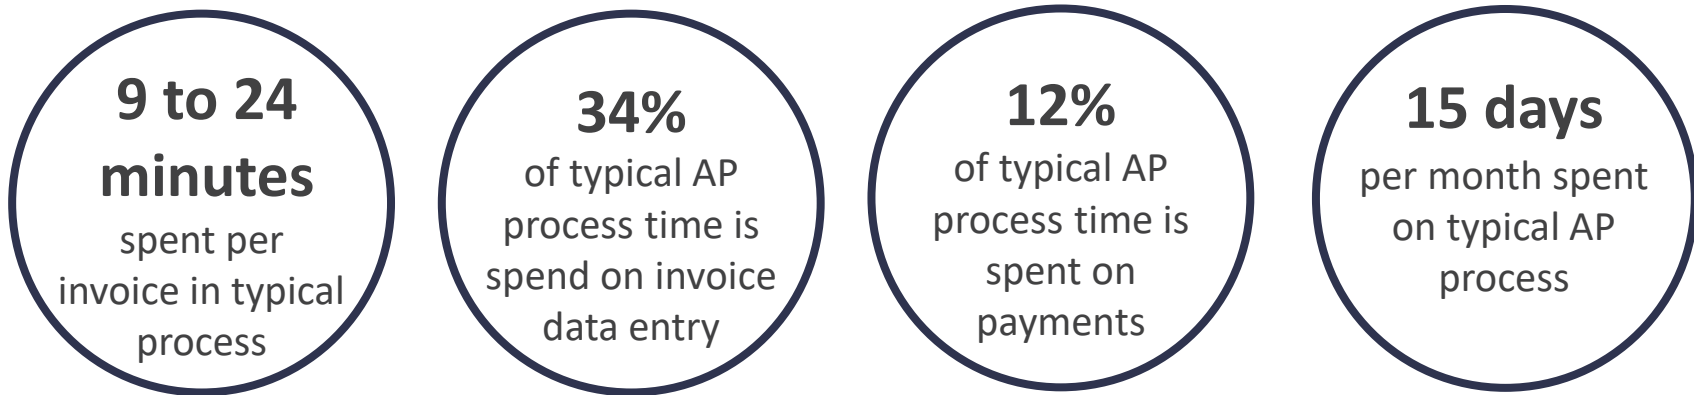 9 to 24
minutes
spent per
invoice in typical
process
34%
of typical AP
process time is
spend on invoice
data entry
12%
of typical AP
process time is
spent on
payments
15 days
per month spent
on typical AP
process